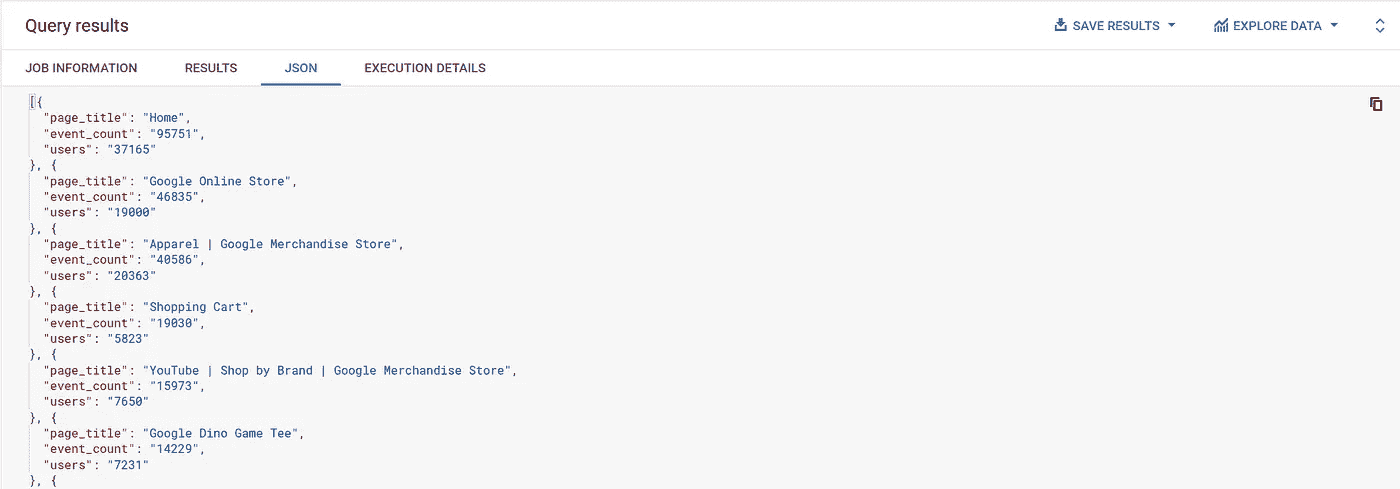 Query results
SAVE RESULTS
EXPLORE DATA
JOB INFORMATION RESULTS JSON EXECUTION DETAILS
[{
"page_title": "Home",
"event_count": "95751",
"users": "37165"
}, {
"page_title": "Google Online Store",
"event_count": "46835",
"users": "19000"
}, {
"page_title": "Apparel | Google Merchandise Store",
"event_count": "40586",
"users": "20363"
}, {
"page_title": "Shopping Cart",
"event_count": "19030",
"users": "5823"
}, {
"page_title": "YouTube | Shop by Brand | Google Merchandise Store",
"event_count": "15973",
"users": "7650"
}, {
"page_title": "Google Dino Game Tee",
"event_count": "14229",
"users": "7231"
}, {